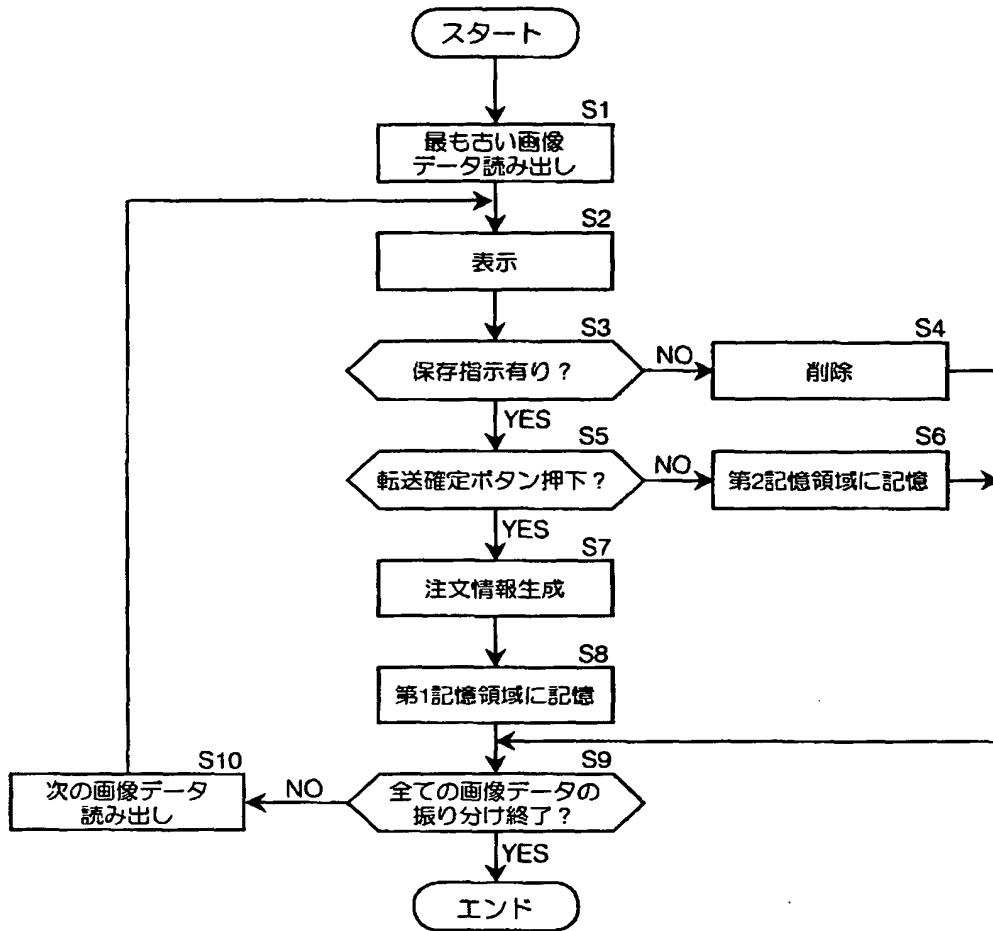 スタート
S1
最も古い画像
データ読み出し
S2
表示
S3
保存指示有り？
NO
S4
削除
YES
S5
転送確定ボタン押下？
NO
S6
第2記憶領域に記憶
YES
S7
注文情報生成
S8
第1記憶領域に記憶
S9
全ての画像データの
振り分け終了？
NO
S10
次の画像データ
読み出し
YES
エンド